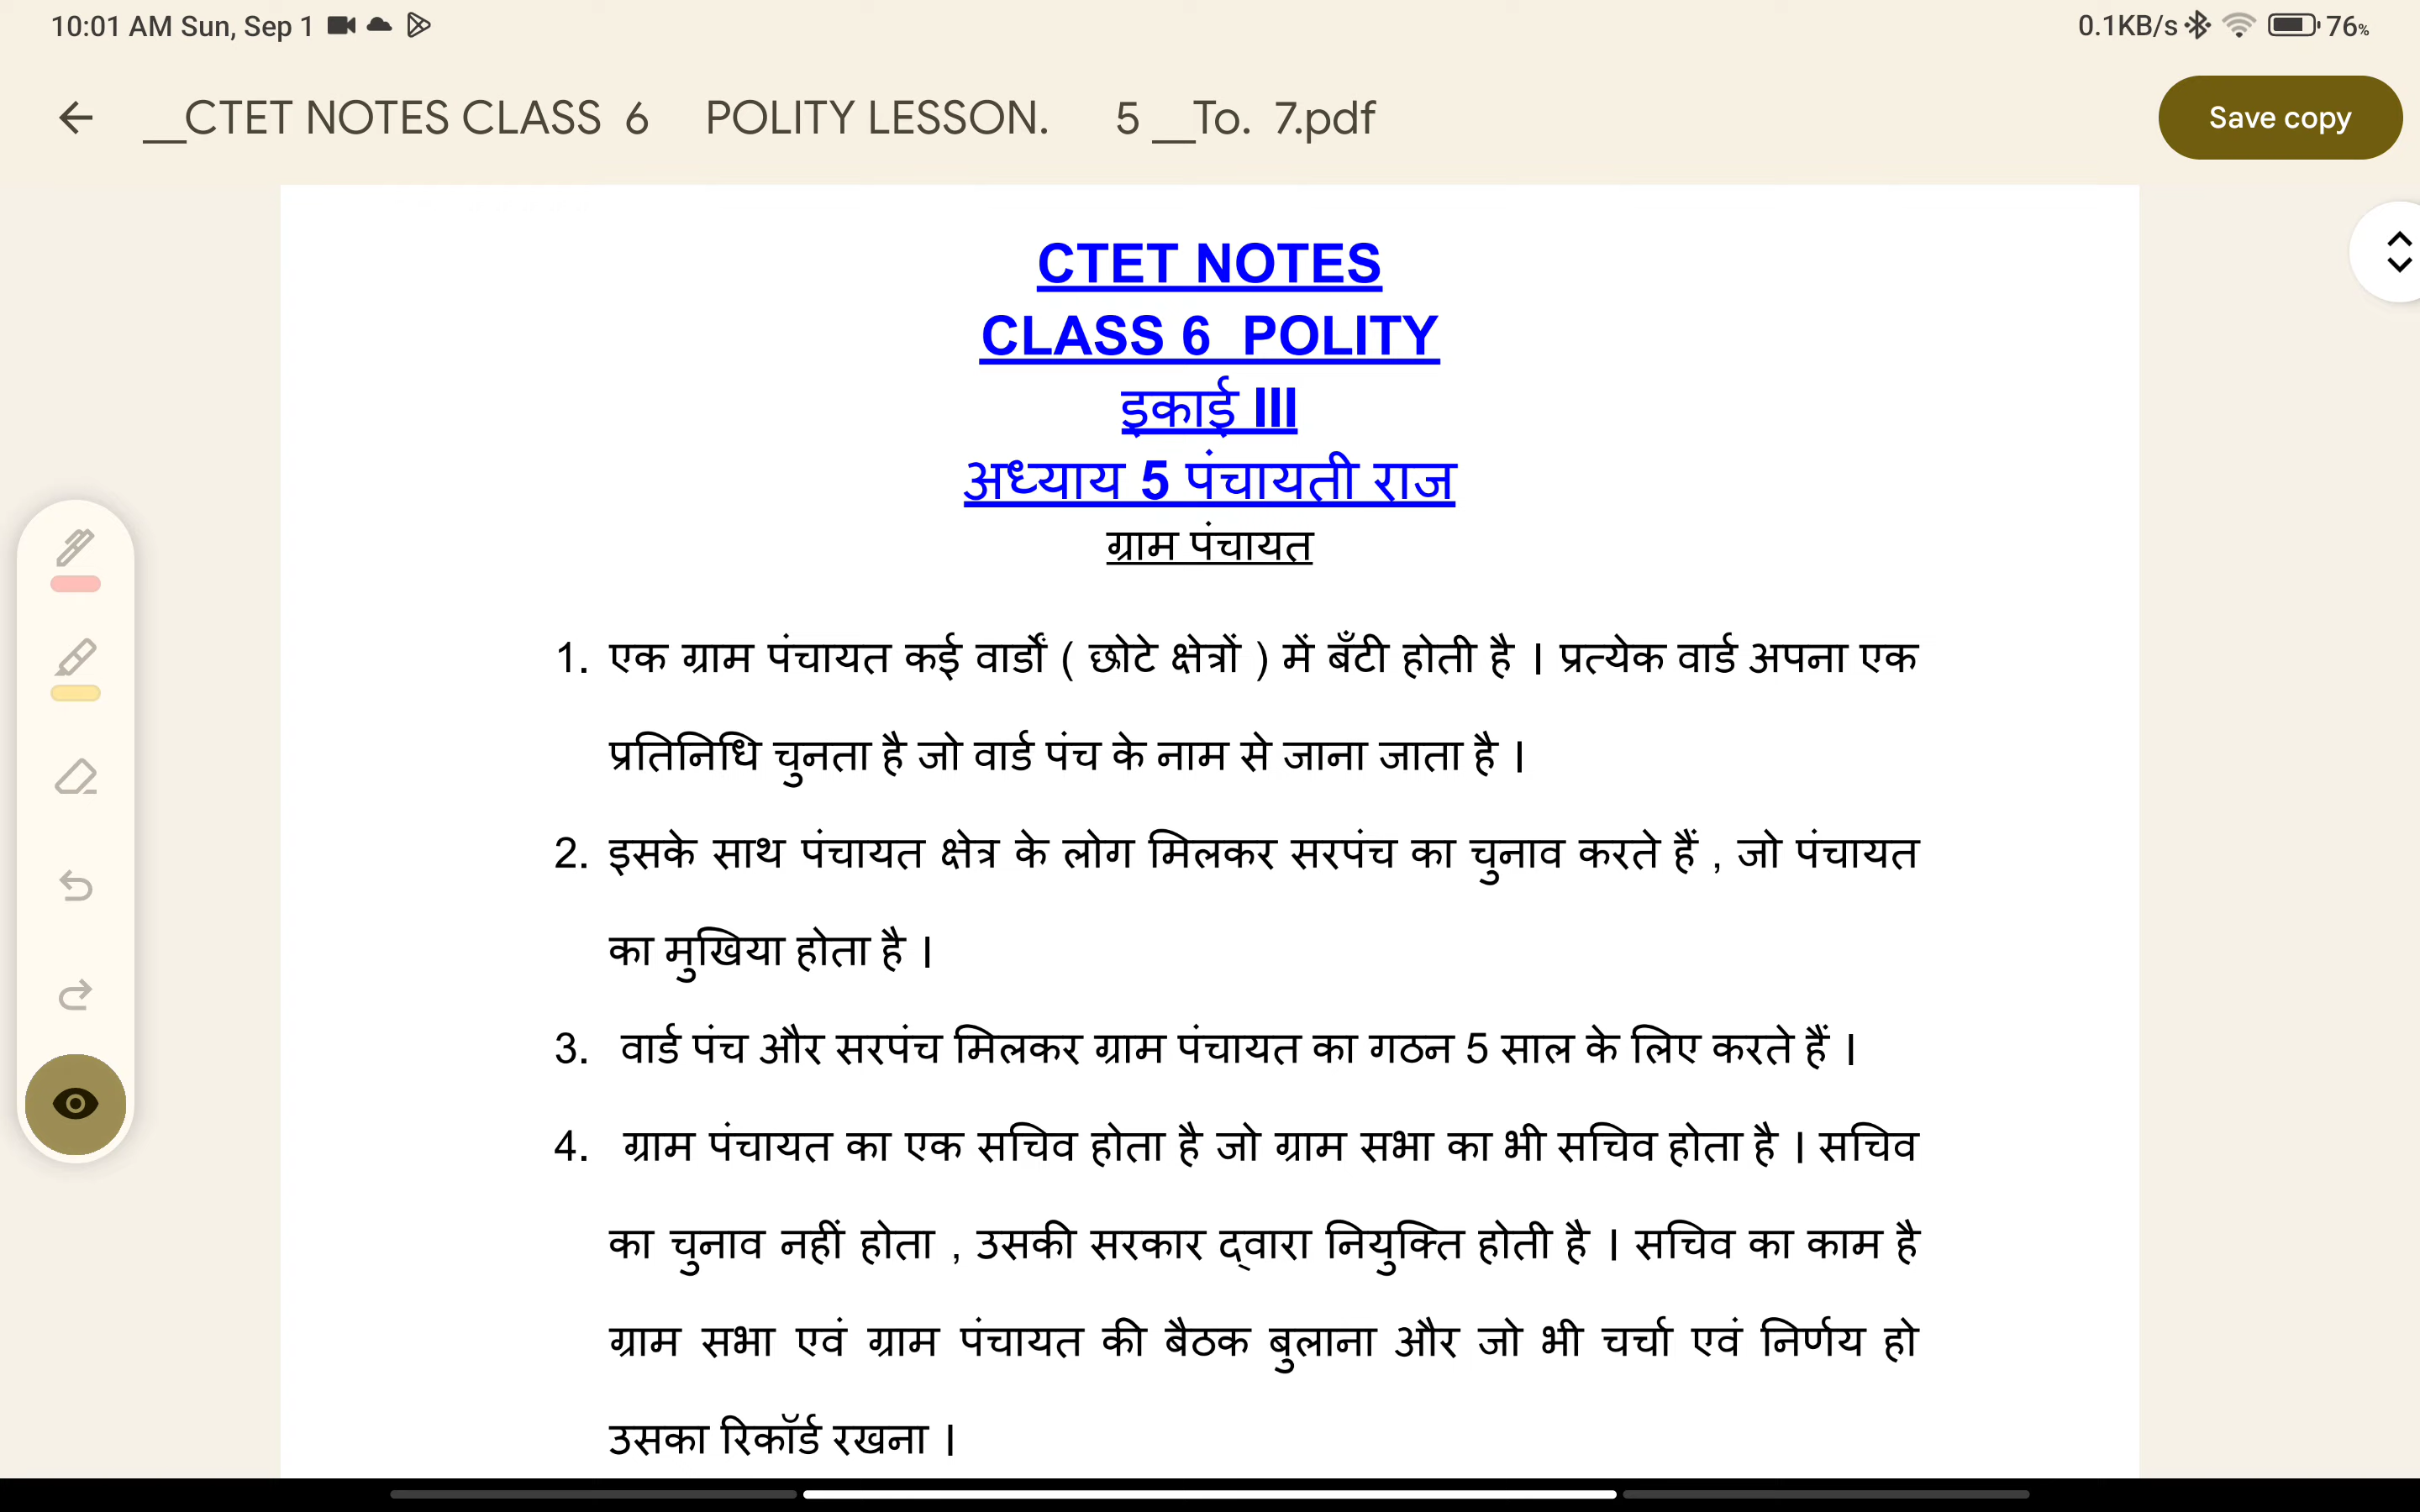 10:01 AM Sun, Sep 1
0.1KB/s 76%
__CTET NOTES CLASS 6 POLITY LESSON. 5 __To. 7.pdf
Save copy
CTET NOTES
CLASS 6 POLITY
इकाई III
अध्याय 5 पंचायती राज
ग्राम पंचायत
1. एक ग्राम पंचायत कई वार्डों ( छोटे क्षेत्रों ) में बँटी होती है । प्रत्येक वार्ड अपना एक
प्रतिनिधि चुनता है जो वार्ड पंच के नाम से जाना जाता है ।
2. इसके साथ पंचायत क्षेत्र के लोग मिलकर सरपंच का चुनाव करते हैं , जो पंचायत
का मुखिया होता है ।
3. वार्ड पंच और सरपंच मिलकर ग्राम पंचायत का गठन 5 साल के लिए करते हैं ।
4. ग्राम पंचायत का एक सचिव होता है जो ग्राम सभा का भी सचिव होता है । सचिव
का चुनाव नहीं होता , उसकी सरकार द्वारा नियुक्ति होती है । सचिव का काम है
ग्राम सभा एवं ग्राम पंचायत की बैठक बुलाना और जो भी चर्चा एवं निर्णय हो
उसका रिकॉर्ड रखना ।